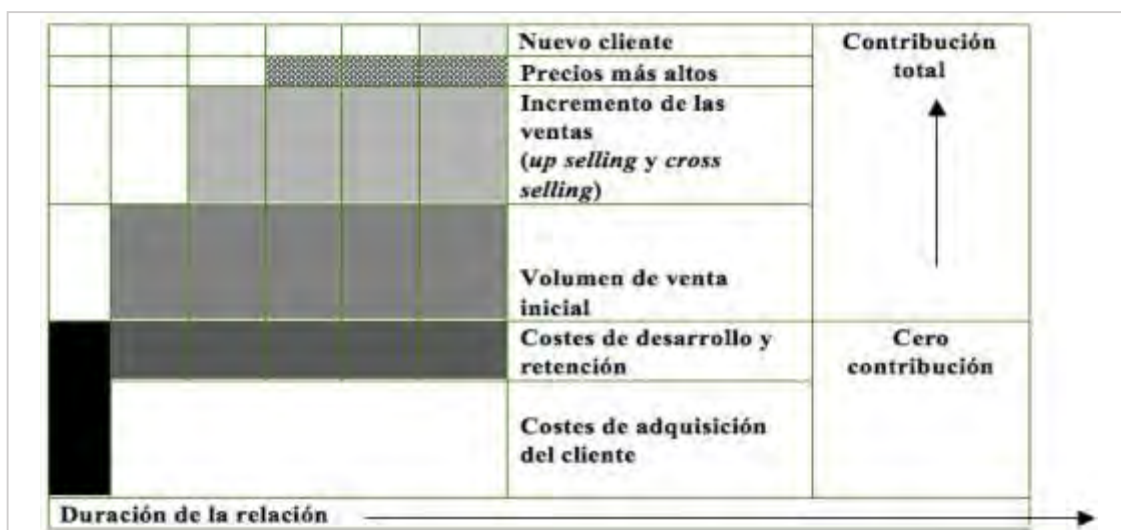 Nuevo cliente
Contribución
total
Precios más altos
Incremento de las
ventas
(up selling y cross
selling)
Volumen de venta
inicial
Costes de desarrollo y
retención
Cero
contribución
Costes de adquisición
del cliente
Duración de la relación